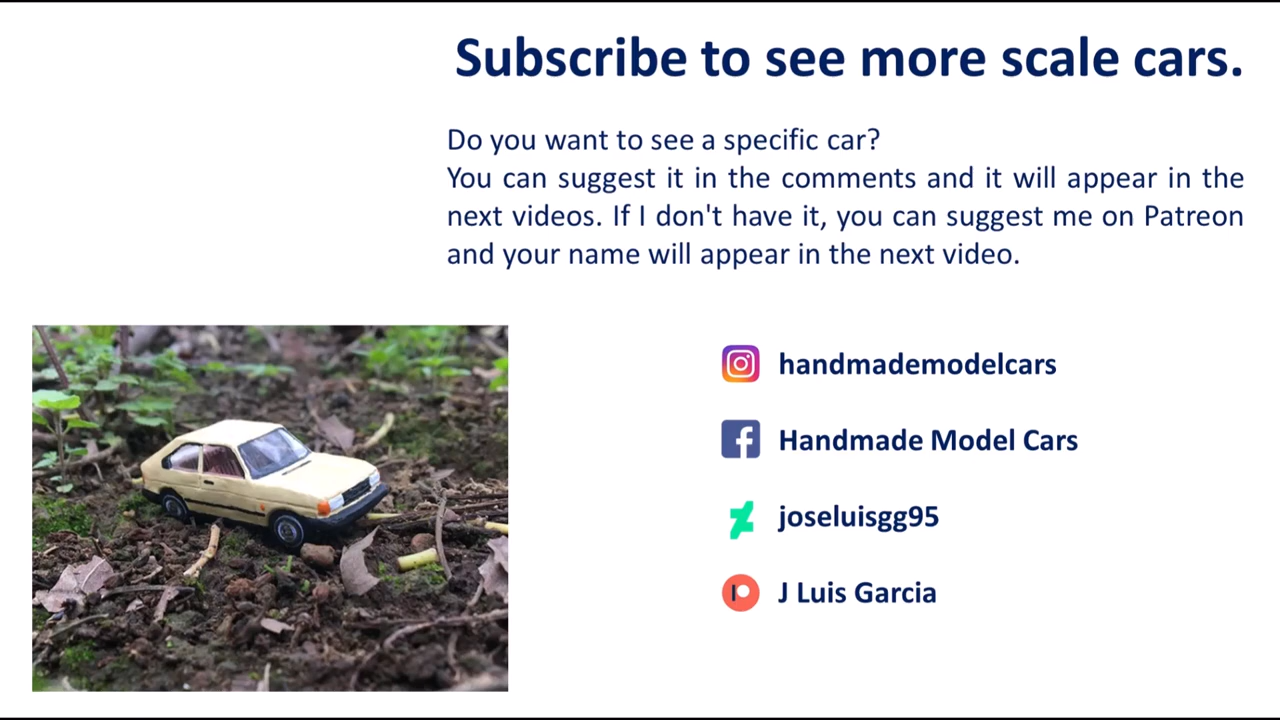 Subscribe to see more scale cars.
Do you want to see a specific car?
You can suggest it in the comments and it will appear in the
next videos. If I don't have it, you can suggest me on Patreon
and your name will appear in the next video.
handmademodelcars
Handmade Model Cars
joseluisgg95
J Luis Garcia